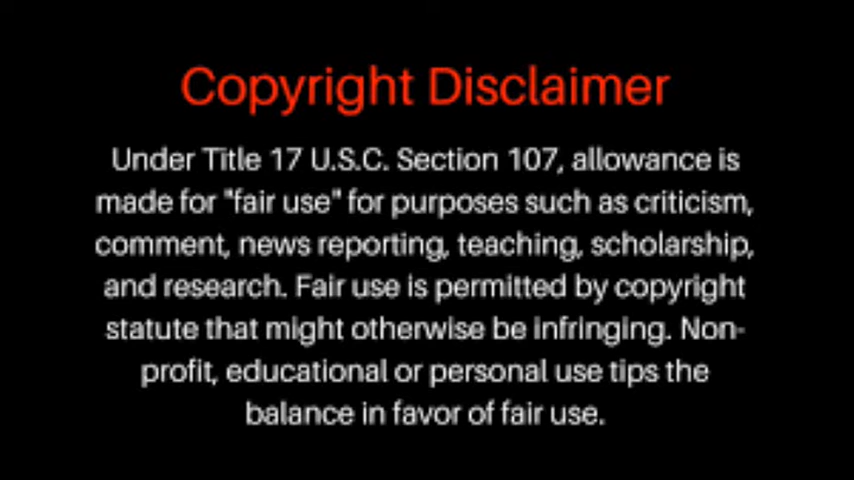 Copyright Disclaimer
Under Title 17 U.S.C. Section 107, allowance is
made for "fair use" for purposes such as criticism,
comment, news reporting, teaching, scholarship,
and research. Fair use is permitted by copyright
statute that might otherwise be infringing. Non-
profit, educational or personal use tips the
balance in favor of fair use.